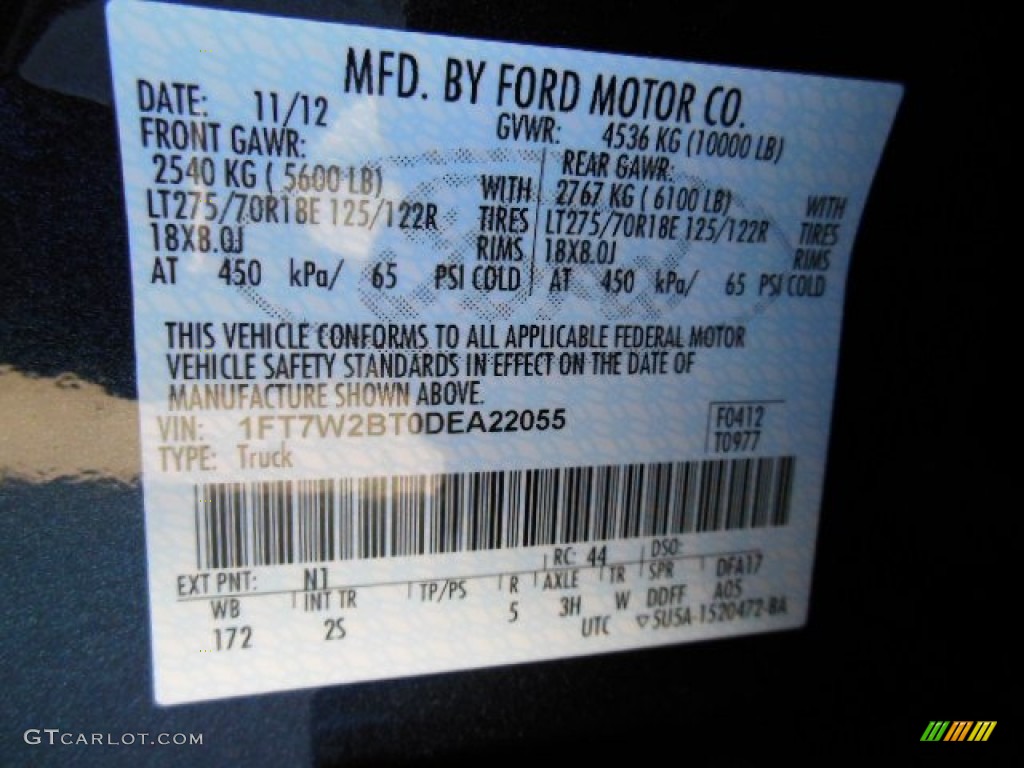 MFD. BY FORD MOTOR CO.
DATE: 11/12 GVWR: 4536 KG (10000 LB)
FRONT GAWR: REAR GAWR:
2540 KG ( 5600 LB) WITH 2767 KG ( 6100 LB) WITH
LT275/70R18E 125/122R TIRES LT275/70R18E 125/122R TIRES
18X8.0J RIMS 18X8.0J RIMS
AT 450 kPa/ 65 PSI COLD AT 450 kPa/ 65 PSI COLD
THIS VEHICLE CONFORMS TO ALL APPLICABLE FEDERAL MOTOR
VEHICLE SAFETY STANDARDS IN EFFECT ON THE DATE OF
MANUFACTURE SHOWN ABOVE.
VIN: 1FT7W2BT0DEA22055 F0412
TYPE: Truck T0977
EXT PNT: N1 RC: 44 DSO:
WB INT TR TP/PS R AXLE TR SPR DFA17
172 2S 5 3H W DDFF A05
UTC ▽5U5A-1520472-BA
GTCARLOT.COM